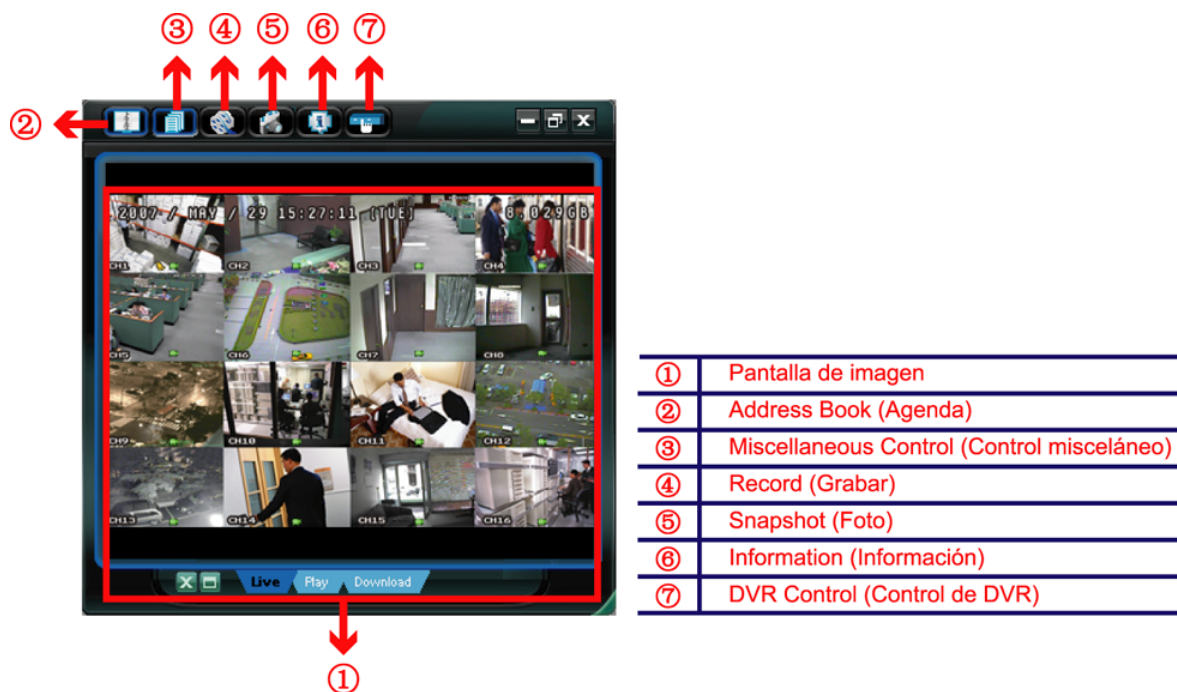 ③ ④ ⑤ ⑥ ⑦
②
2007 / MAY / 29 15:27:11 [TUE] 8,029GB
CH1 CH2 CH3 CH4
CH5 CH6 CH7 CH8
CH9 CH10 CH11 CH12
CH13 CH14 CH15 CH16
Live Play Download
①
① Pantalla de imagen
② Address Book (Agenda)
③ Miscellaneous Control (Control misceláneo)
④ Record (Grabar)
⑤ Snapshot (Foto)
⑥ Information (Información)
⑦ DVR Control (Control de DVR)